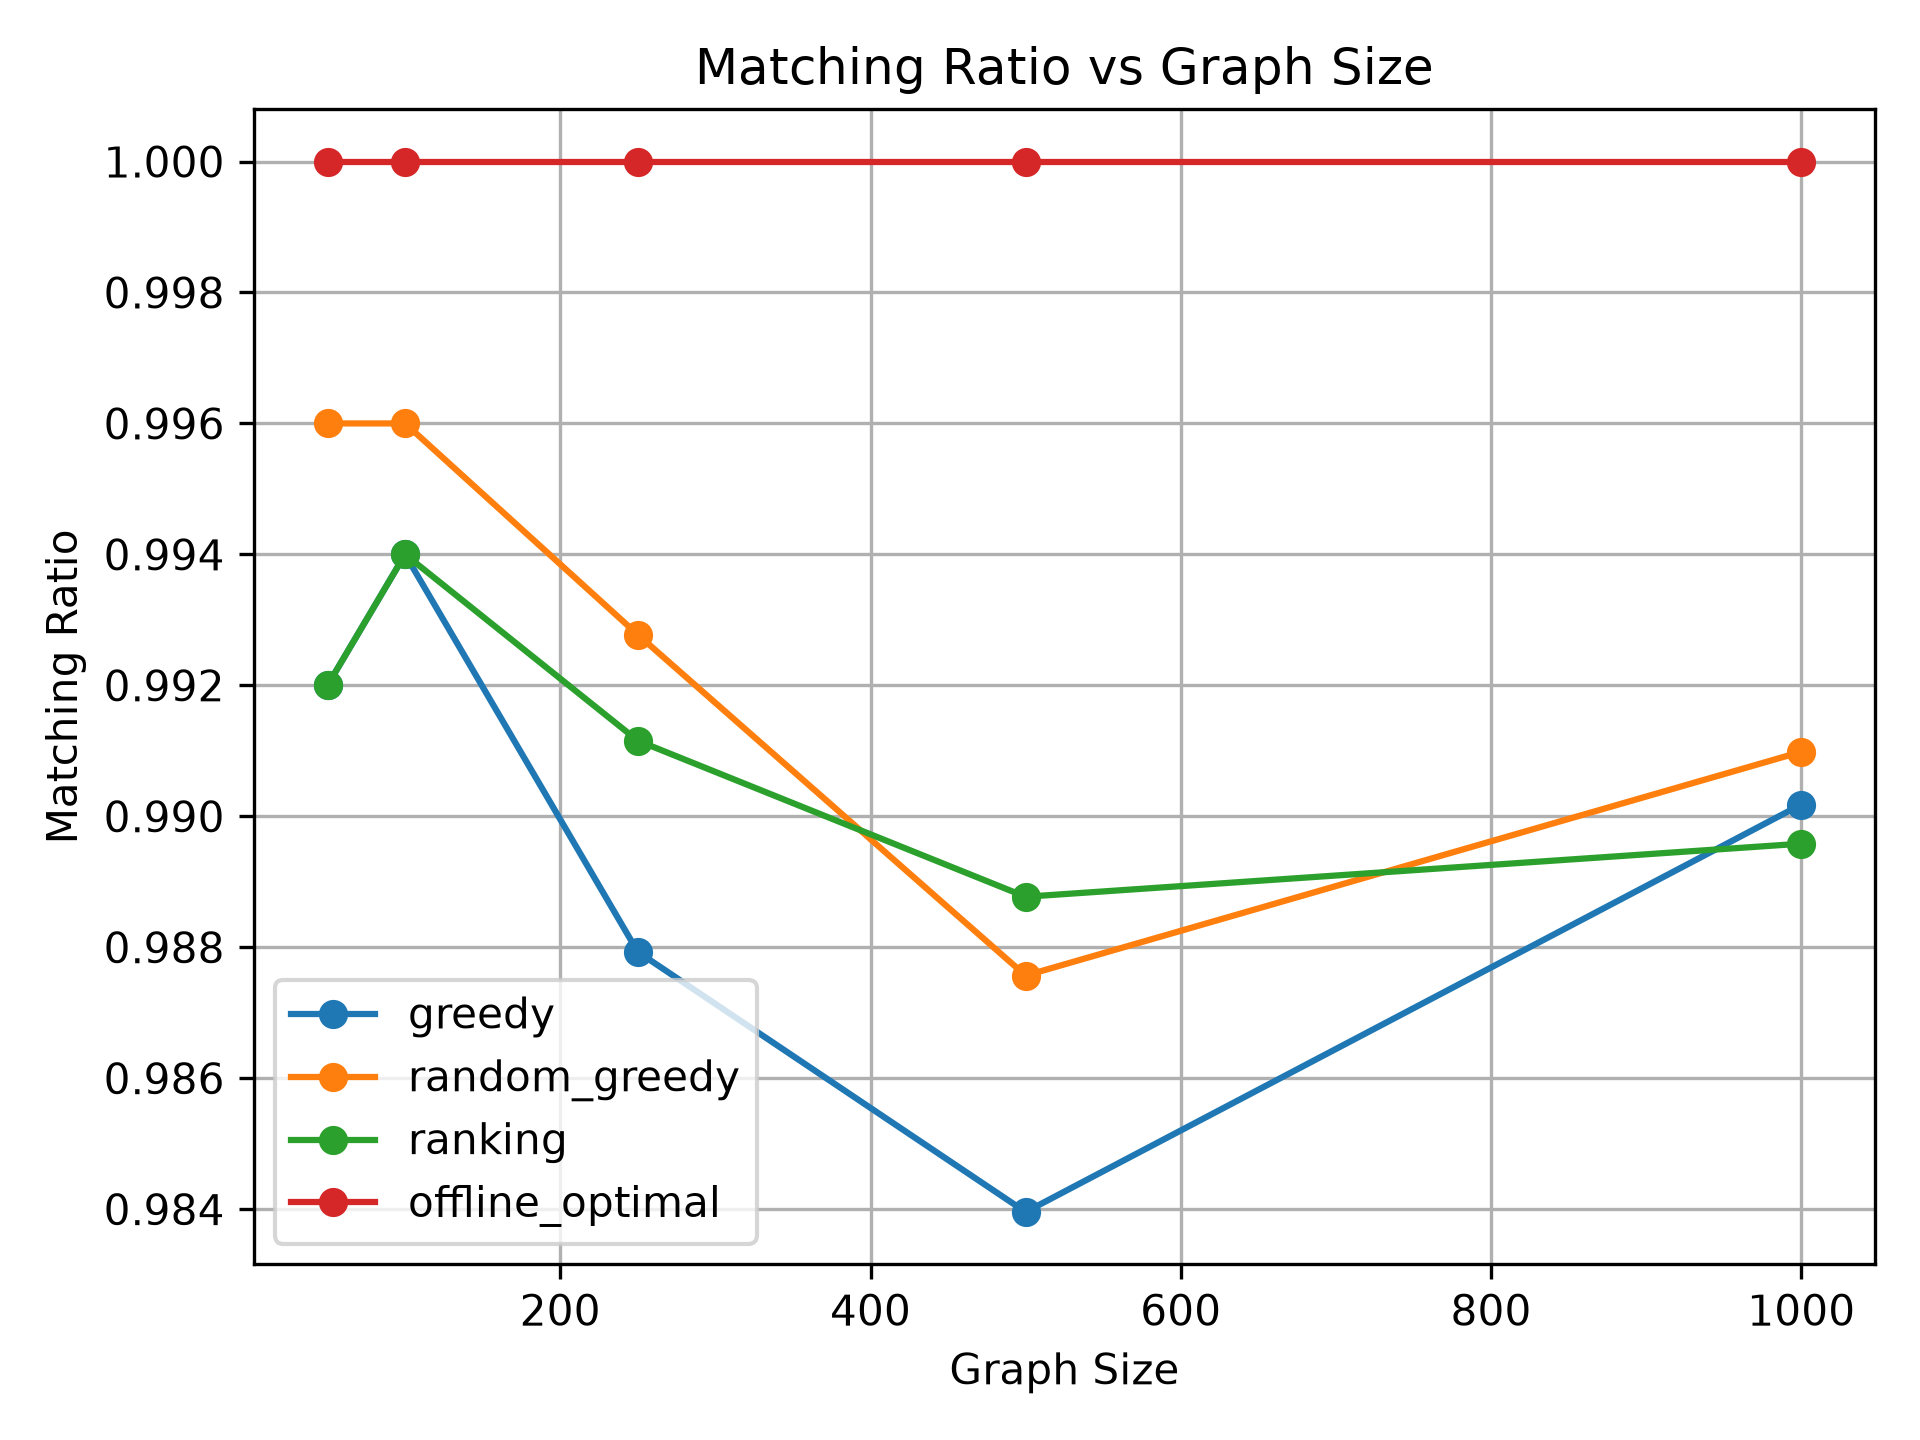 Matching Ratio vs Graph Size
1.000
0.998
0.996
0.994
0.992
0.990
0.988
0.986
0.984
Matching Ratio
greedy
random_greedy
ranking
offline_optimal
200 400 600 800 1000
Graph Size